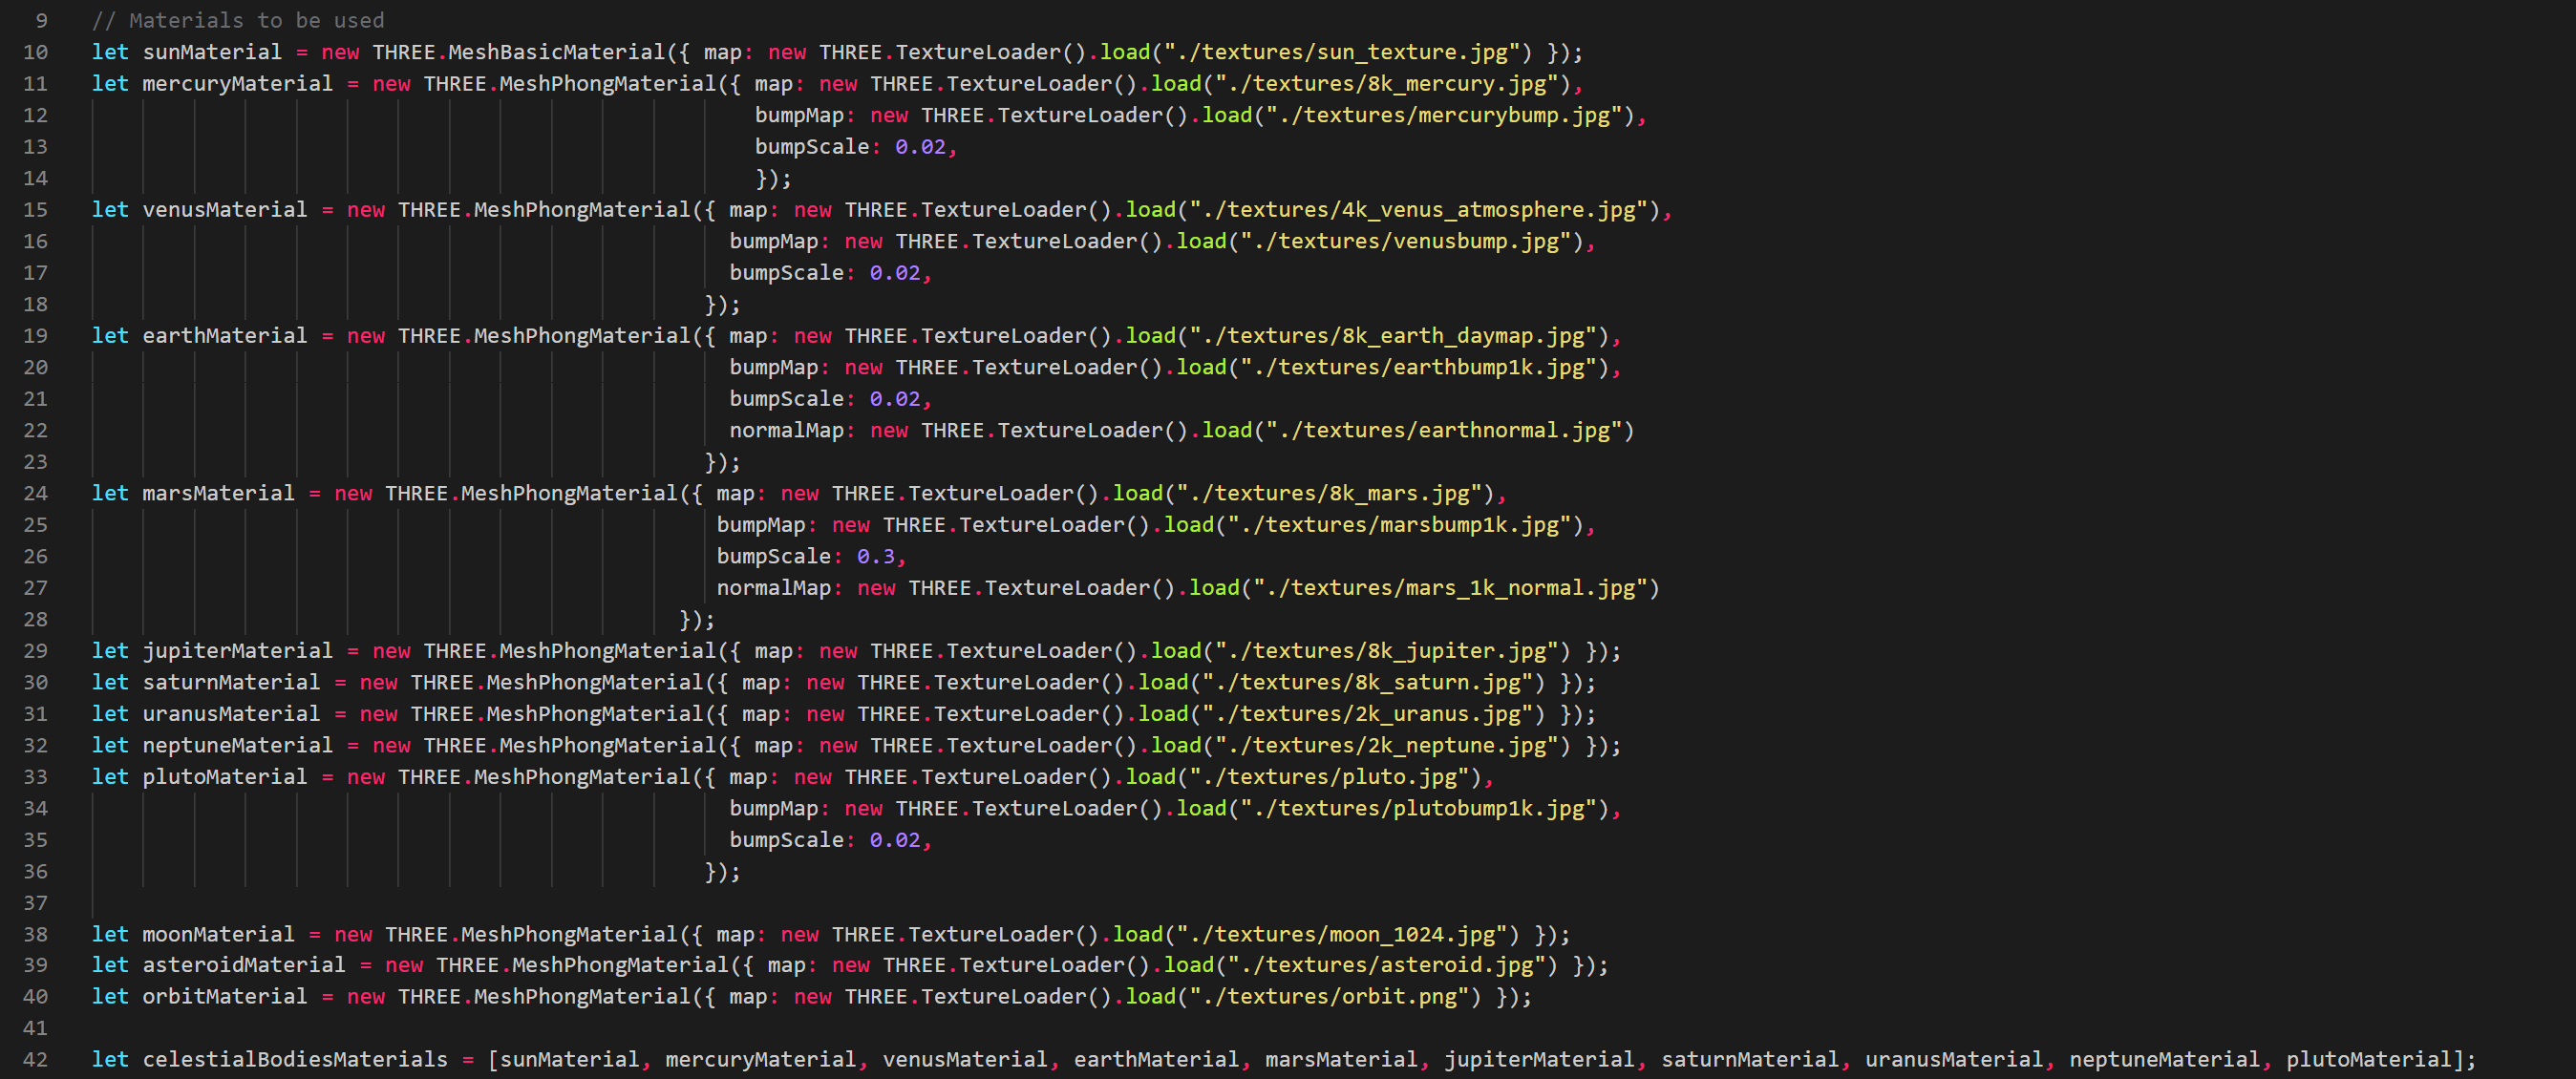 9 // Materials to be used
10 let sunMaterial = new THREE.MeshBasicMaterial({ map: new THREE.TextureLoader().load("./textures/sun_texture.jpg") });
11 let mercuryMaterial = new THREE.MeshPhongMaterial({ map: new THREE.TextureLoader().load("./textures/8k_mercury.jpg"),
12 bumpMap: new THREE.TextureLoader().load("./textures/mercurybump.jpg"),
13 bumpScale: 0.02,
14 });
15 let venusMaterial = new THREE.MeshPhongMaterial({ map: new THREE.TextureLoader().load("./textures/4k_venus_atmosphere.jpg"),
16 bumpMap: new THREE.TextureLoader().load("./textures/venusbump.jpg"),
17 bumpScale: 0.02,
18 });
19 let earthMaterial = new THREE.MeshPhongMaterial({ map: new THREE.TextureLoader().load("./textures/8k_earth_daymap.jpg"),
20 bumpMap: new THREE.TextureLoader().load("./textures/earthbump1k.jpg"),
21 bumpScale: 0.02,
22 normalMap: new THREE.TextureLoader().load("./textures/earthnormal.jpg")
23 });
24 let marsMaterial = new THREE.MeshPhongMaterial({ map: new THREE.TextureLoader().load("./textures/8k_mars.jpg"),
25 bumpMap: new THREE.TextureLoader().load("./textures/marsbump1k.jpg"),
26 bumpScale: 0.3,
27 normalMap: new THREE.TextureLoader().load("./textures/mars_1k_normal.jpg")
28 });
29 let jupiterMaterial = new THREE.MeshPhongMaterial({ map: new THREE.TextureLoader().load("./textures/8k_jupiter.jpg") });
30 let saturnMaterial = new THREE.MeshPhongMaterial({ map: new THREE.TextureLoader().load("./textures/8k_saturn.jpg") });
31 let uranusMaterial = new THREE.MeshPhongMaterial({ map: new THREE.TextureLoader().load("./textures/2k_uranus.jpg") });
32 let neptuneMaterial = new THREE.MeshPhongMaterial({ map: new THREE.TextureLoader().load("./textures/2k_neptune.jpg") });
33 let plutoMaterial = new THREE.MeshPhongMaterial({ map: new THREE.TextureLoader().load("./textures/pluto.jpg"),
34 bumpMap: new THREE.TextureLoader().load("./textures/plutobump1k.jpg"),
35 bumpScale: 0.02,
36 });
37
38 let moonMaterial = new THREE.MeshPhongMaterial({ map: new THREE.TextureLoader().load("./textures/moon_1024.jpg") });
39 let asteroidMaterial = new THREE.MeshPhongMaterial({ map: new THREE.TextureLoader().load("./textures/asteroid.jpg") });
40 let orbitMaterial = new THREE.MeshPhongMaterial({ map: new THREE.TextureLoader().load("./textures/orbit.png") });
41
42 let celestialBodiesMaterials = [sunMaterial, mercuryMaterial, venusMaterial, earthMaterial, marsMaterial, jupiterMaterial, saturnMaterial, uranusMaterial, neptuneMaterial, plutoMaterial];